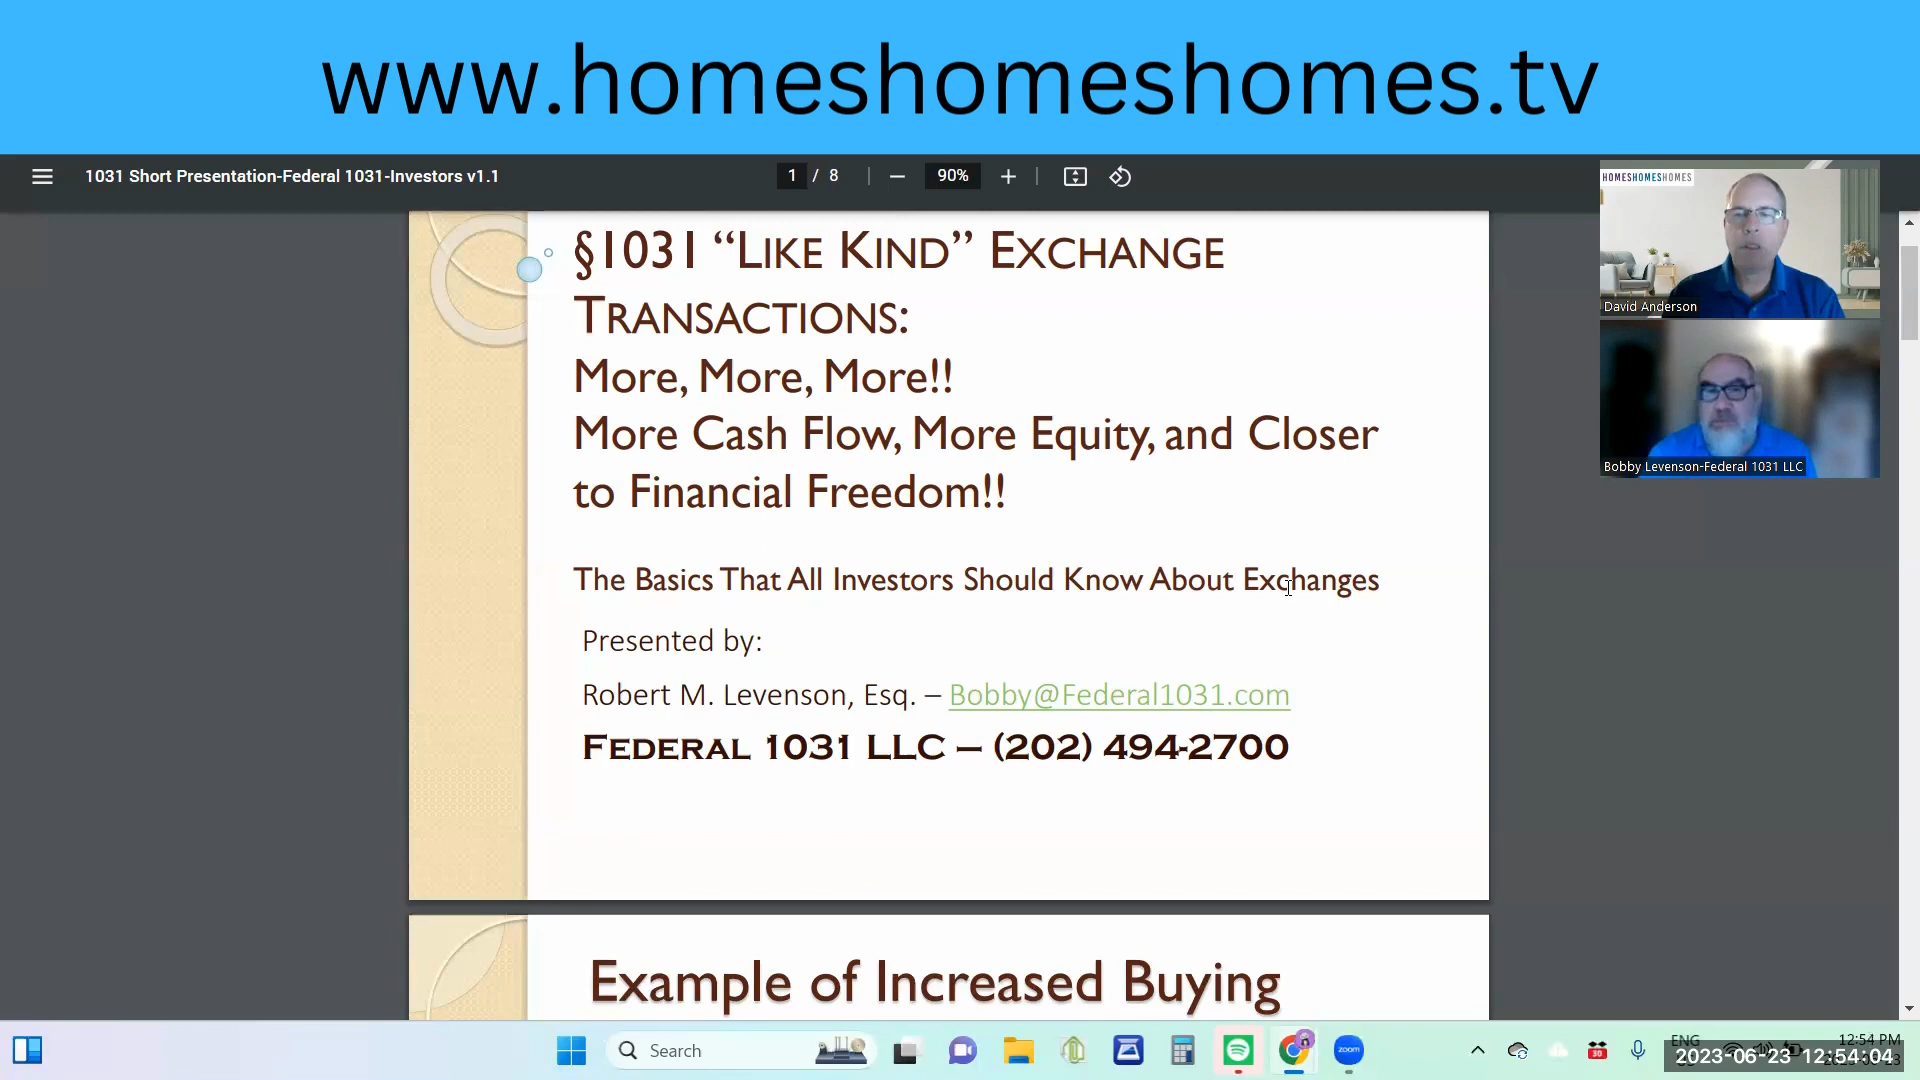 www.homeshomeshomes.tv
1031 Short Presentation-Federal 1031-Investors v1.1
1 / 8
90%
§1031 “LIKE KIND” EXCHANGE
TRANSACTIONS:
More, More, More!!
More Cash Flow, More Equity, and Closer
to Financial Freedom!!
The Basics That All Investors Should Know About Exchanges
Presented by:
Robert M. Levenson, Esq. – Bobby@Federal1031.com
FEDERAL 1031 LLC – (202) 494-2700
Example of Increased Buying
HOMESHOMESHOMES
David Anderson
Bobby Levenson-Federal 1031 LLC
Search
zoom
30
ENG
12:54 PM
2023-06-23 12:54:04